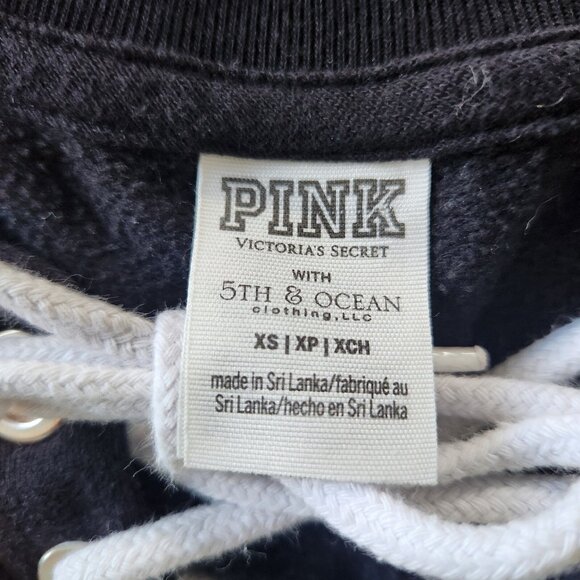 PINK
VICTORIA'S SECRET
WITH
5TH & OCEAN
clothing,LLC
XS | XP | XCH
made in Sri Lanka/fabriqué au
Sri Lanka/hecho en Sri Lanka